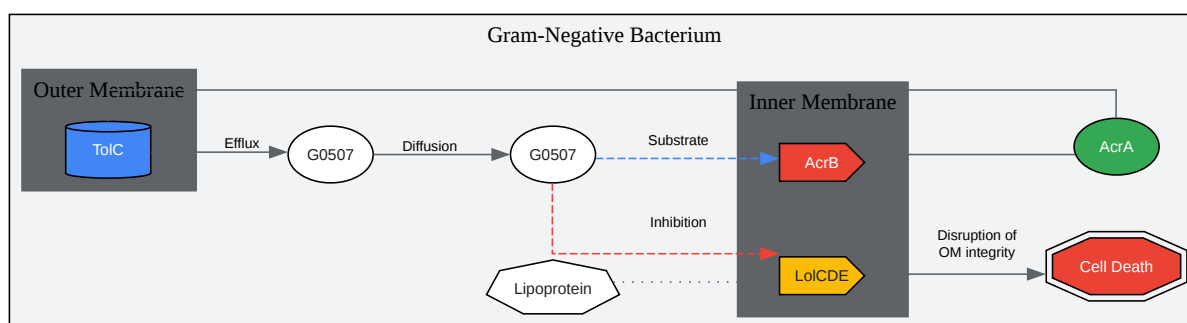 Gram-Negative Bacterium
Outer Membrane
Inner Membrane
TolC
Efflux
G0507
Diffusion
G0507
Substrate
AcrB
AcrA
Inhibition
Disruption of
OM integrity
Lipoprotein
LolCDE
Cell Death